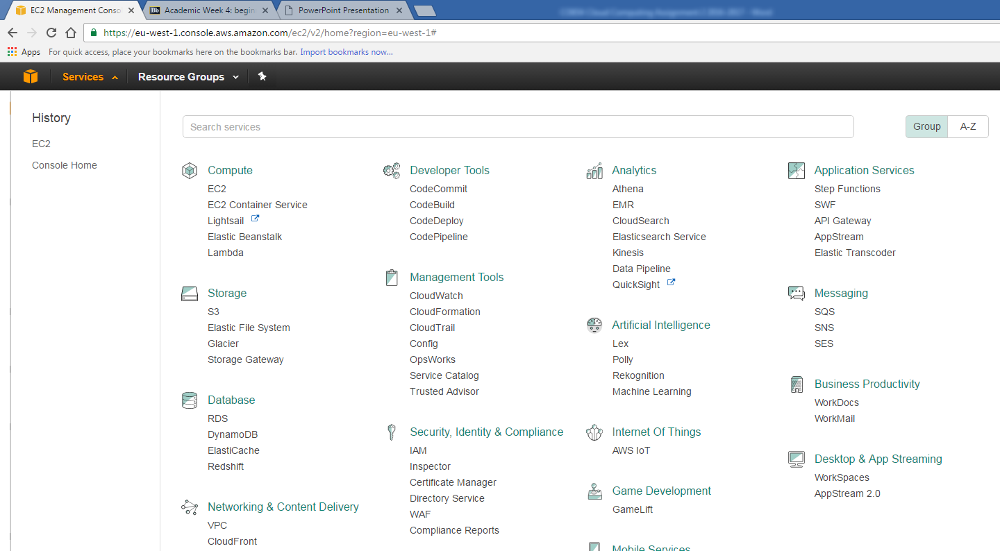 EC2 Management Conso
Academic Week 4: begin
PowerPoint Presentation
https://eu-west-1.console.aws.amazon.com/ec2/v2/home?region=eu-west-1#
Apps For quick access, place your bookmarks here on the bookmarks bar. Import bookmarks now...
Services Resource Groups
History
EC2
Console Home
Search services
Group A-Z
Compute
EC2
EC2 Container Service
Lightsail
Elastic Beanstalk
Lambda
Storage
S3
Elastic File System
Glacier
Storage Gateway
Database
RDS
DynamoDB
ElastiCache
Redshift
Networking & Content Delivery
VPC
CloudFront
Developer Tools
CodeCommit
CodeBuild
CodeDeploy
CodePipeline
Management Tools
CloudWatch
CloudFormation
CloudTrail
Config
OpsWorks
Service Catalog
Trusted Advisor
Security, Identity & Compliance
IAM
Inspector
Certificate Manager
Directory Service
WAF
Compliance Reports
Analytics
Athena
EMR
CloudSearch
Elasticsearch Service
Kinesis
Data Pipeline
QuickSight
Artificial Intelligence
Lex
Polly
Rekognition
Machine Learning
Internet Of Things
AWS IoT
Game Development
GameLift
Mobile Services
Application Services
Step Functions
SWF
API Gateway
AppStream
Elastic Transcoder
Messaging
SQS
SNS
SES
Business Productivity
WorkDocs
WorkMail
Desktop & App Streaming
WorkSpaces
AppStream 2.0